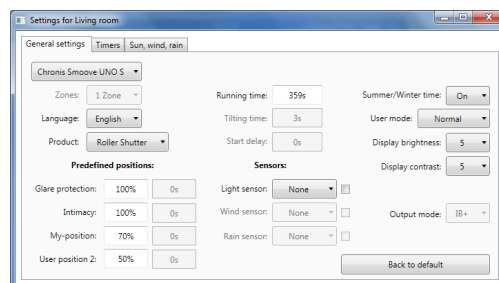 Settings for Living room
General settings Timers Sun, wind, rain
Chronis Smoove UNO S
Zones: 1 Zone Running time: 359s Summer/Winter time: On
Language: English Tilting time: 3s User mode: Normal
Product: Roller Shutter Start delay: 0s Display brightness: 5
Predefined positions: Sensors: Display contrast: 5
Glare protection: 100% 0s Light sensor: None
Intimacy: 100% 0s Wind sensor: None Output mode: IB+
My-position: 70% 0s Rain sensor: None
User position 2: 50% 0s Back to default